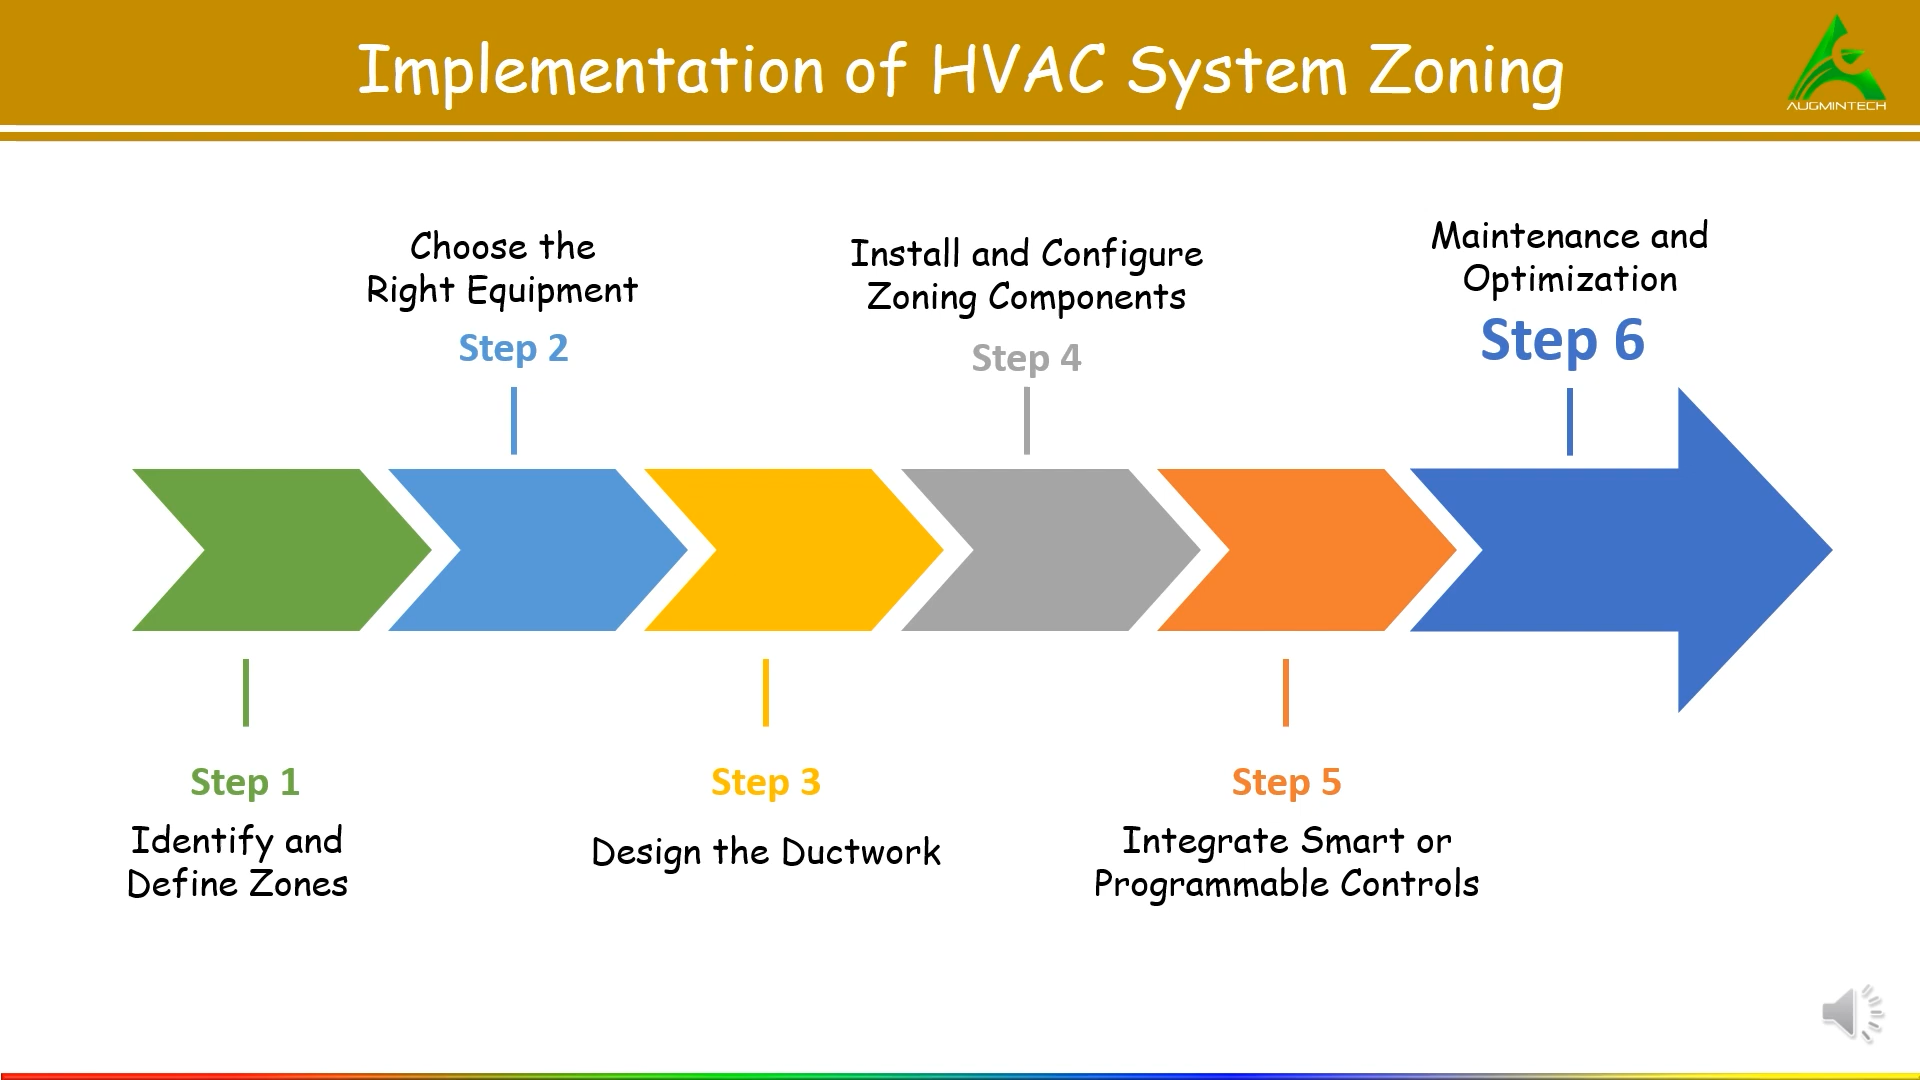 Implementation of HVAC System Zoning
AUGMINTECH
Choose the
Right Equipment
Step 2
Install and Configure
Zoning Components
Step 4
Maintenance and
Optimization
Step 6
Step 1
Identify and
Define Zones
Step 3
Design the Ductwork
Step 5
Integrate Smart or
Programmable Controls